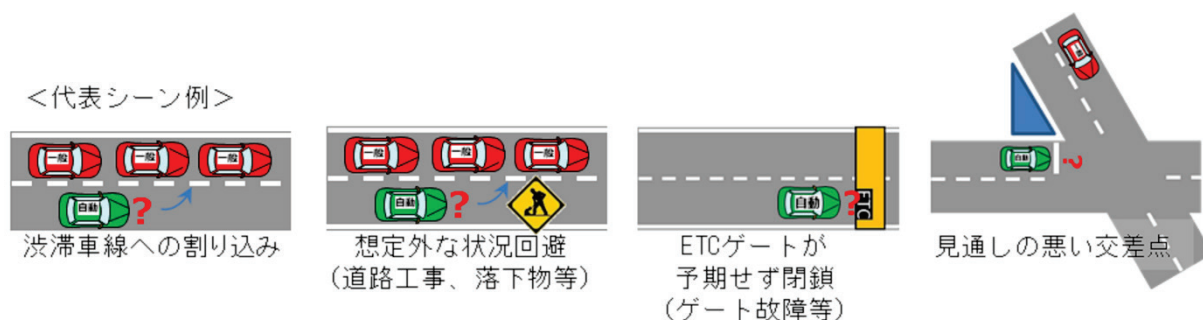 <代表シーン例>
一般 一般 一般
自動 ?
渋滞車線への割り込み
一般 一般 一般
自動 ?
想定外な状況回避
(道路工事、落下物等)
自動 ?
ETC
ETCゲートが
予期せず閉鎖
(ゲート故障等)
一般
自動 ?
見通しの悪い交差点